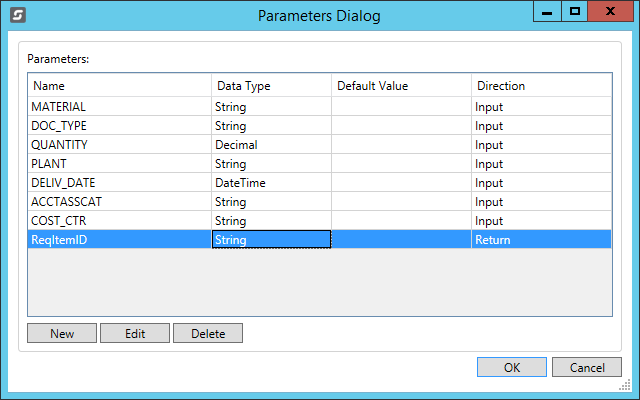 Parameters Dialog
Parameters:
Name Data Type Default Value Direction
MATERIAL String Input
DOC_TYPE String Input
QUANTITY Decimal Input
PLANT String Input
DELIV_DATE DateTime Input
ACCTASSCAT String Input
COST_CTR String Input
ReqItemID String Return
New Edit Delete
OK Cancel